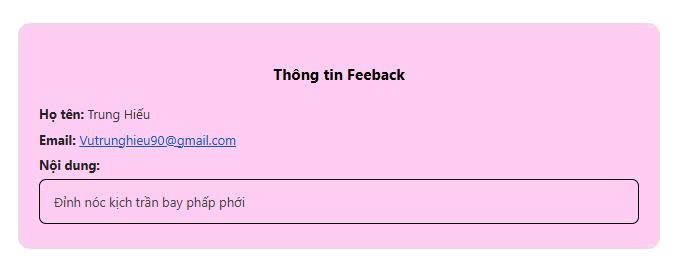 Thông tin Feeback
Họ tên: Trung Hiếu
Email: Vutrunghieu90@gmail.com
Nội dung:
Đỉnh nóc kịch trần bay phấp phới